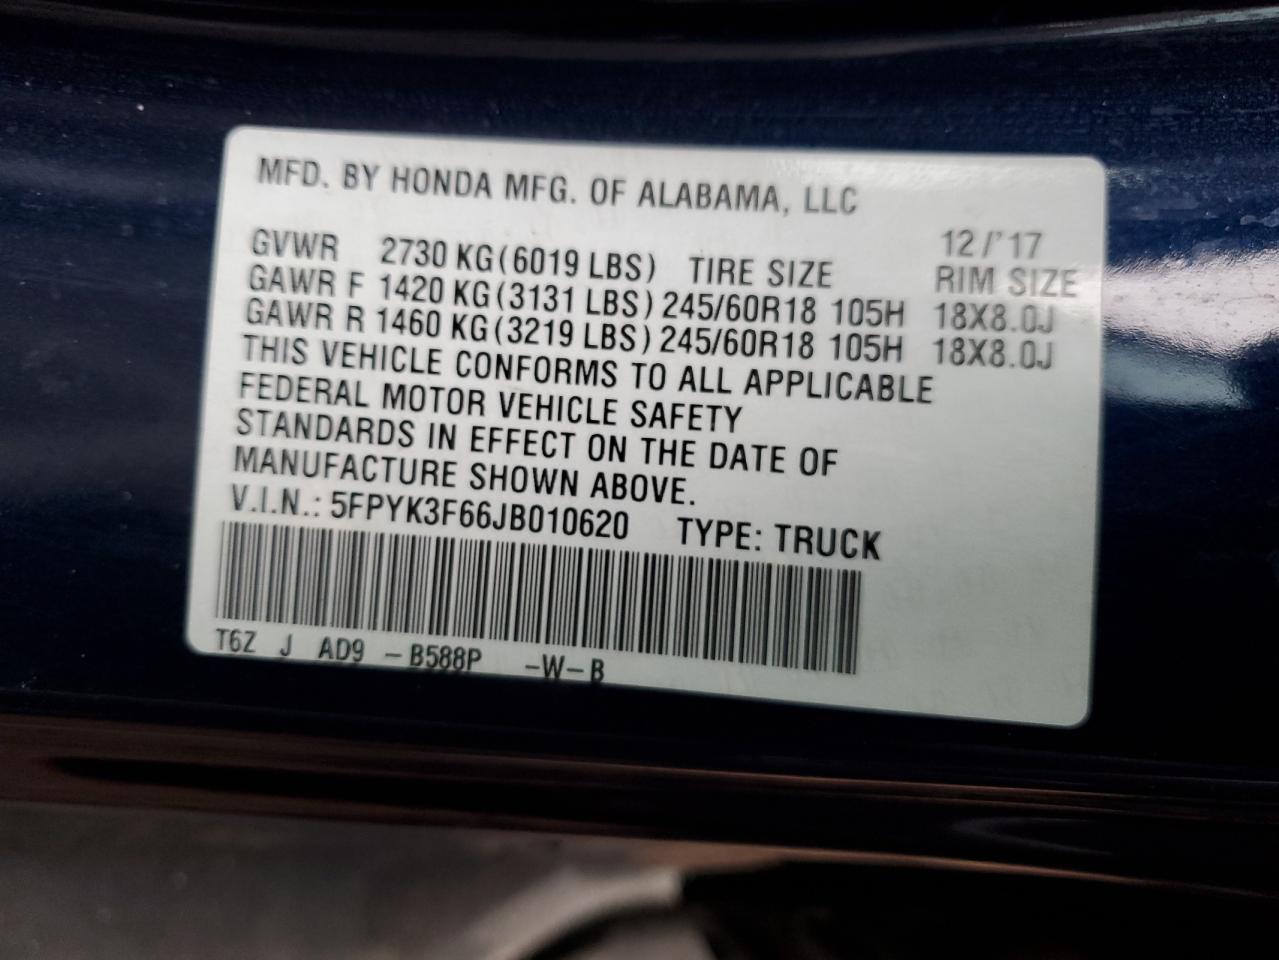 MFD. BY HONDA MFG. OF ALABAMA, LLC
12/'17
GVWR 2730 KG(6019 LBS) TIRE SIZE RIM SIZE
GAWR F 1420 KG(3131 LBS) 245/60R18 105H 18X8.0J
GAWR R 1460 KG(3219 LBS) 245/60R18 105H 18X8.0J
THIS VEHICLE CONFORMS TO ALL APPLICABLE
FEDERAL MOTOR VEHICLE SAFETY
STANDARDS IN EFFECT ON THE DATE OF
MANUFACTURE SHOWN ABOVE.
V.I.N.: 5FPYK3F66JB010620 TYPE: TRUCK
T6Z J AD9 -B588P -W-B